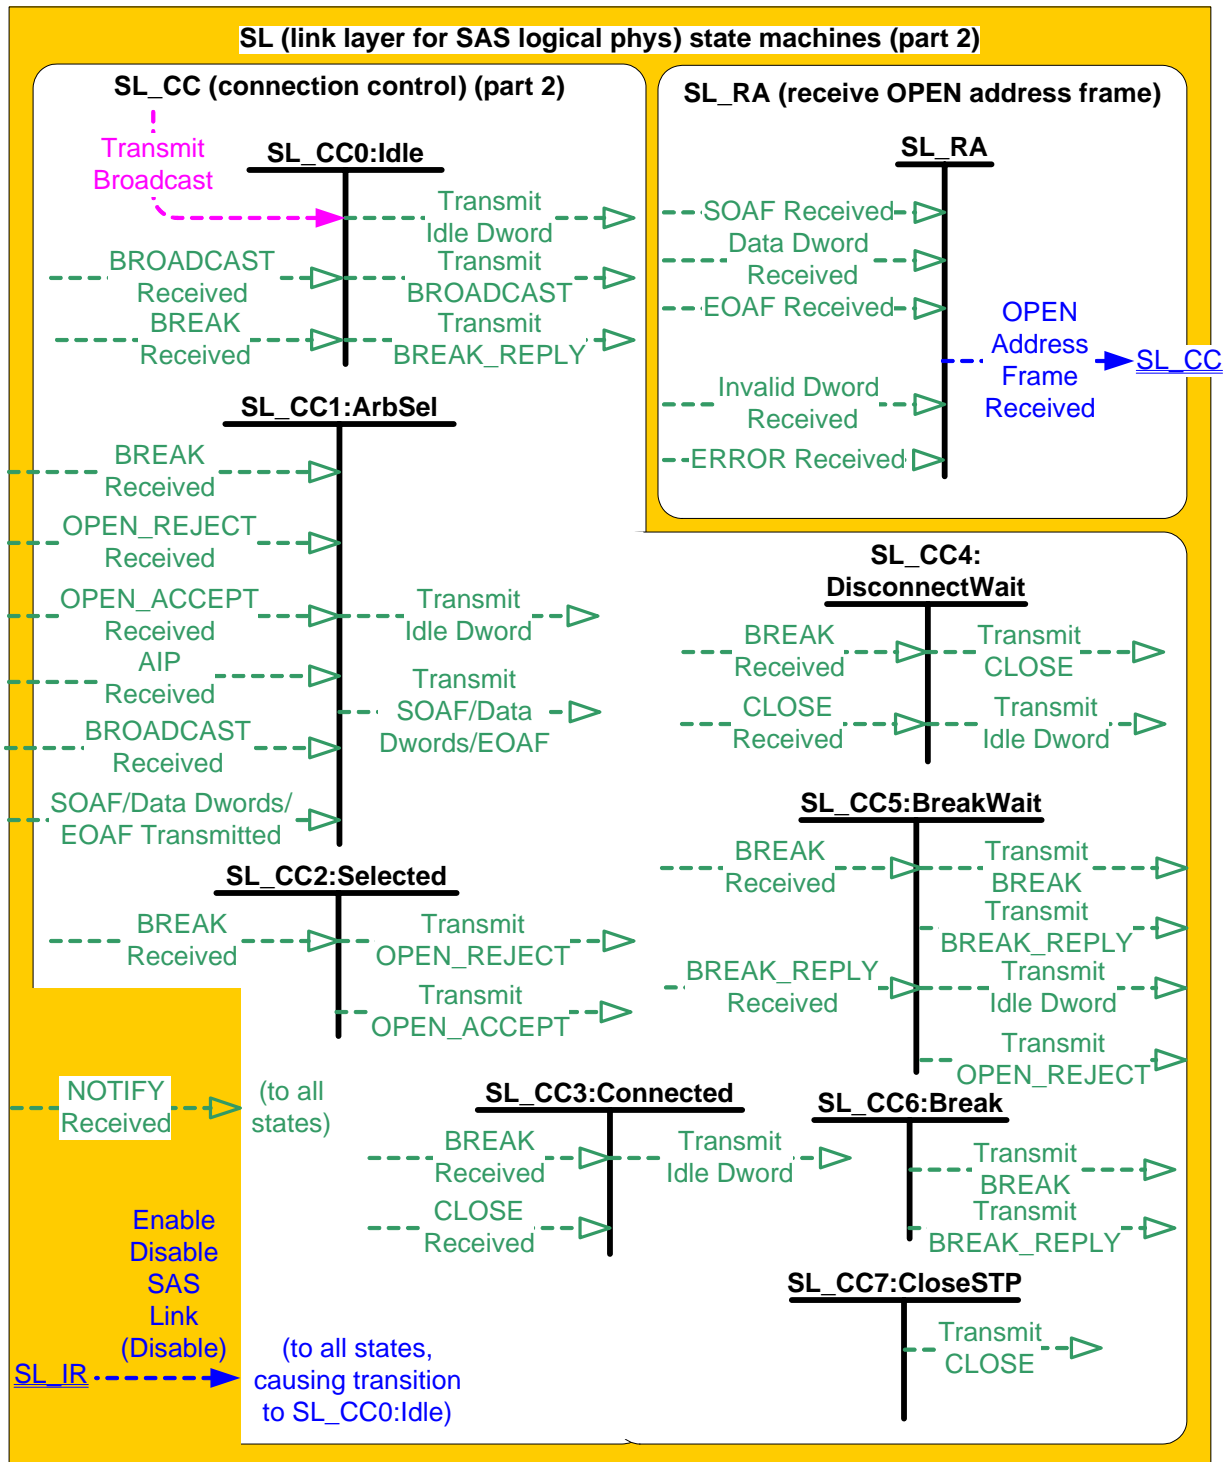 SL (link layer for SAS logical phys) state machines (part 2)
SL_CC (connection control) (part 2)
Transmit
Broadcast
SL_CC0:Idle
Transmit
Idle Dword
BROADCAST
Received
Transmit
BROADCAST
BREAK
Received
Transmit
BREAK_REPLY
SL_CC1:ArbSel
BREAK
Received
OPEN_REJECT
Received
OPEN_ACCEPT
Received
Transmit
Idle Dword
AIP
Received
Transmit
SOAF/Data
Dwords/EOAF
BROADCAST
Received
SOAF/Data Dwords/
EOAF Transmitted
SL_CC2:Selected
BREAK
Received
Transmit
OPEN_REJECT
Transmit
OPEN_ACCEPT
NOTIFY
Received
(to all
states)
SL_CC3:Connected
BREAK
Received
Transmit
Idle Dword
CLOSE
Received
Enable
Disable
SAS
Link
(Disable)
SL_IR
(to all states,
causing transition
to SL_CC0:Idle)
SL_RA (receive OPEN address frame)
SL_RA
SOAF Received
Data Dword
Received
EOAF Received
OPEN
Address
Frame
Received
SL_CC
Invalid Dword
Received
ERROR Received
SL_CC4:
DisconnectWait
BREAK
Received
Transmit
CLOSE
CLOSE
Received
Transmit
Idle Dword
SL_CC5:BreakWait
BREAK
Received
Transmit
BREAK
Transmit
BREAK_REPLY
BREAK_REPLY
Received
Transmit
Idle Dword
Transmit
OPEN_REJECT
SL_CC6:Break
Transmit
BREAK
Transmit
BREAK_REPLY
SL_CC7:CloseSTP
Transmit
CLOSE